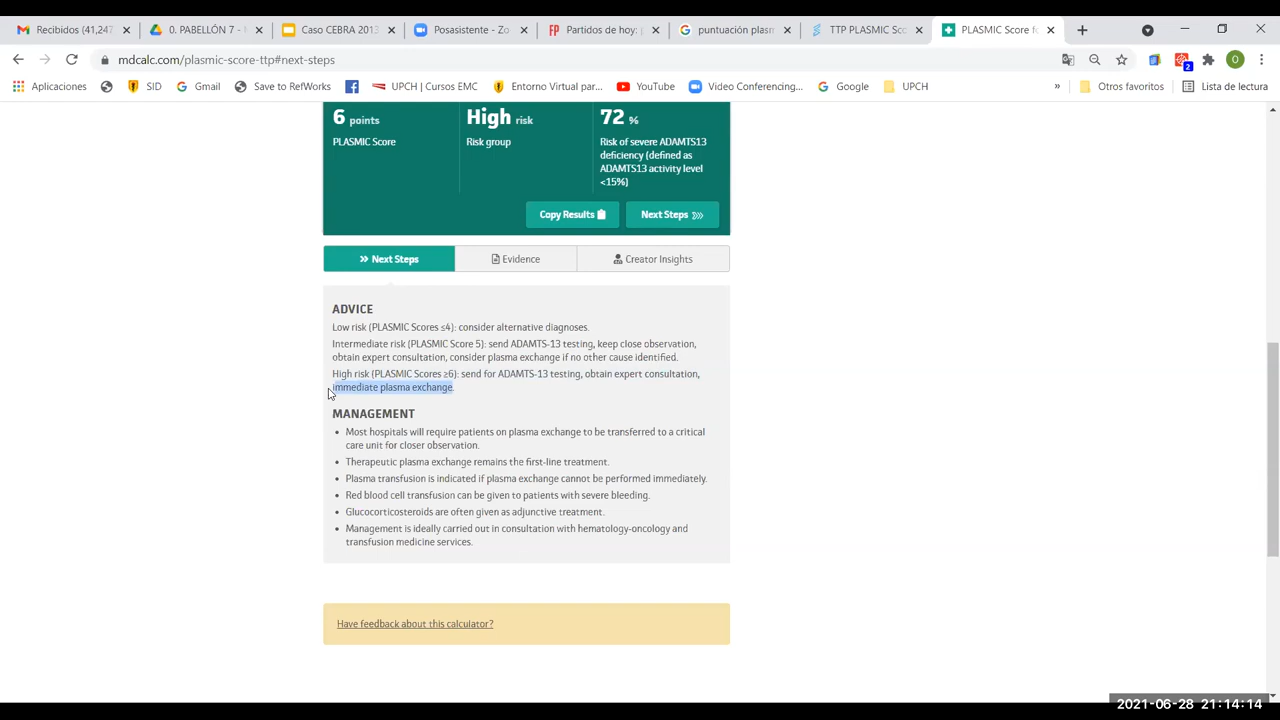 Recibidos (41,247
0. PABELLÓN 7 -
Caso CEBRA 2013
Posasistente - Zo
Partidos de hoy:
puntuación plasm
TTP PLASMIC Sco
PLASMIC Score fo
mdcalc.com/plasmic-score-ttp#next-steps
2
O
Aplicaciones
SID
Gmail
Save to RefWorks
UPCH | Cursos EMC
Entorno Virtual par...
YouTube
Video Conferencing...
Google
UPCH
»
Otros favoritos
Lista de lectura
6 points
PLASMIC Score
High risk
Risk group
72 %
Risk of severe ADAMTS13
deficiency (defined as
ADAMTS13 activity level
<15%)
Copy Results
Next Steps
Next Steps
Evidence
Creator Insights
ADVICE
Low risk (PLASMIC Scores ≤4): consider alternative diagnoses.
Intermediate risk (PLASMIC Score 5): send ADAMTS-13 testing, keep close observation,
obtain expert consultation, consider plasma exchange if no other cause identified.
High risk (PLASMIC Scores ≥6): send for ADAMTS-13 testing, obtain expert consultation,
immediate plasma exchange.
MANAGEMENT
• Most hospitals will require patients on plasma exchange to be transferred to a critical
care unit for closer observation.
• Therapeutic plasma exchange remains the first-line treatment.
• Plasma transfusion is indicated if plasma exchange cannot be performed immediately.
• Red blood cell transfusion can be given to patients with severe bleeding.
• Glucocorticosteroids are often given as adjunctive treatment.
• Management is ideally carried out in consultation with hematology-oncology and
transfusion medicine services.
Have feedback about this calculator?
2021-06-28 21:14:14